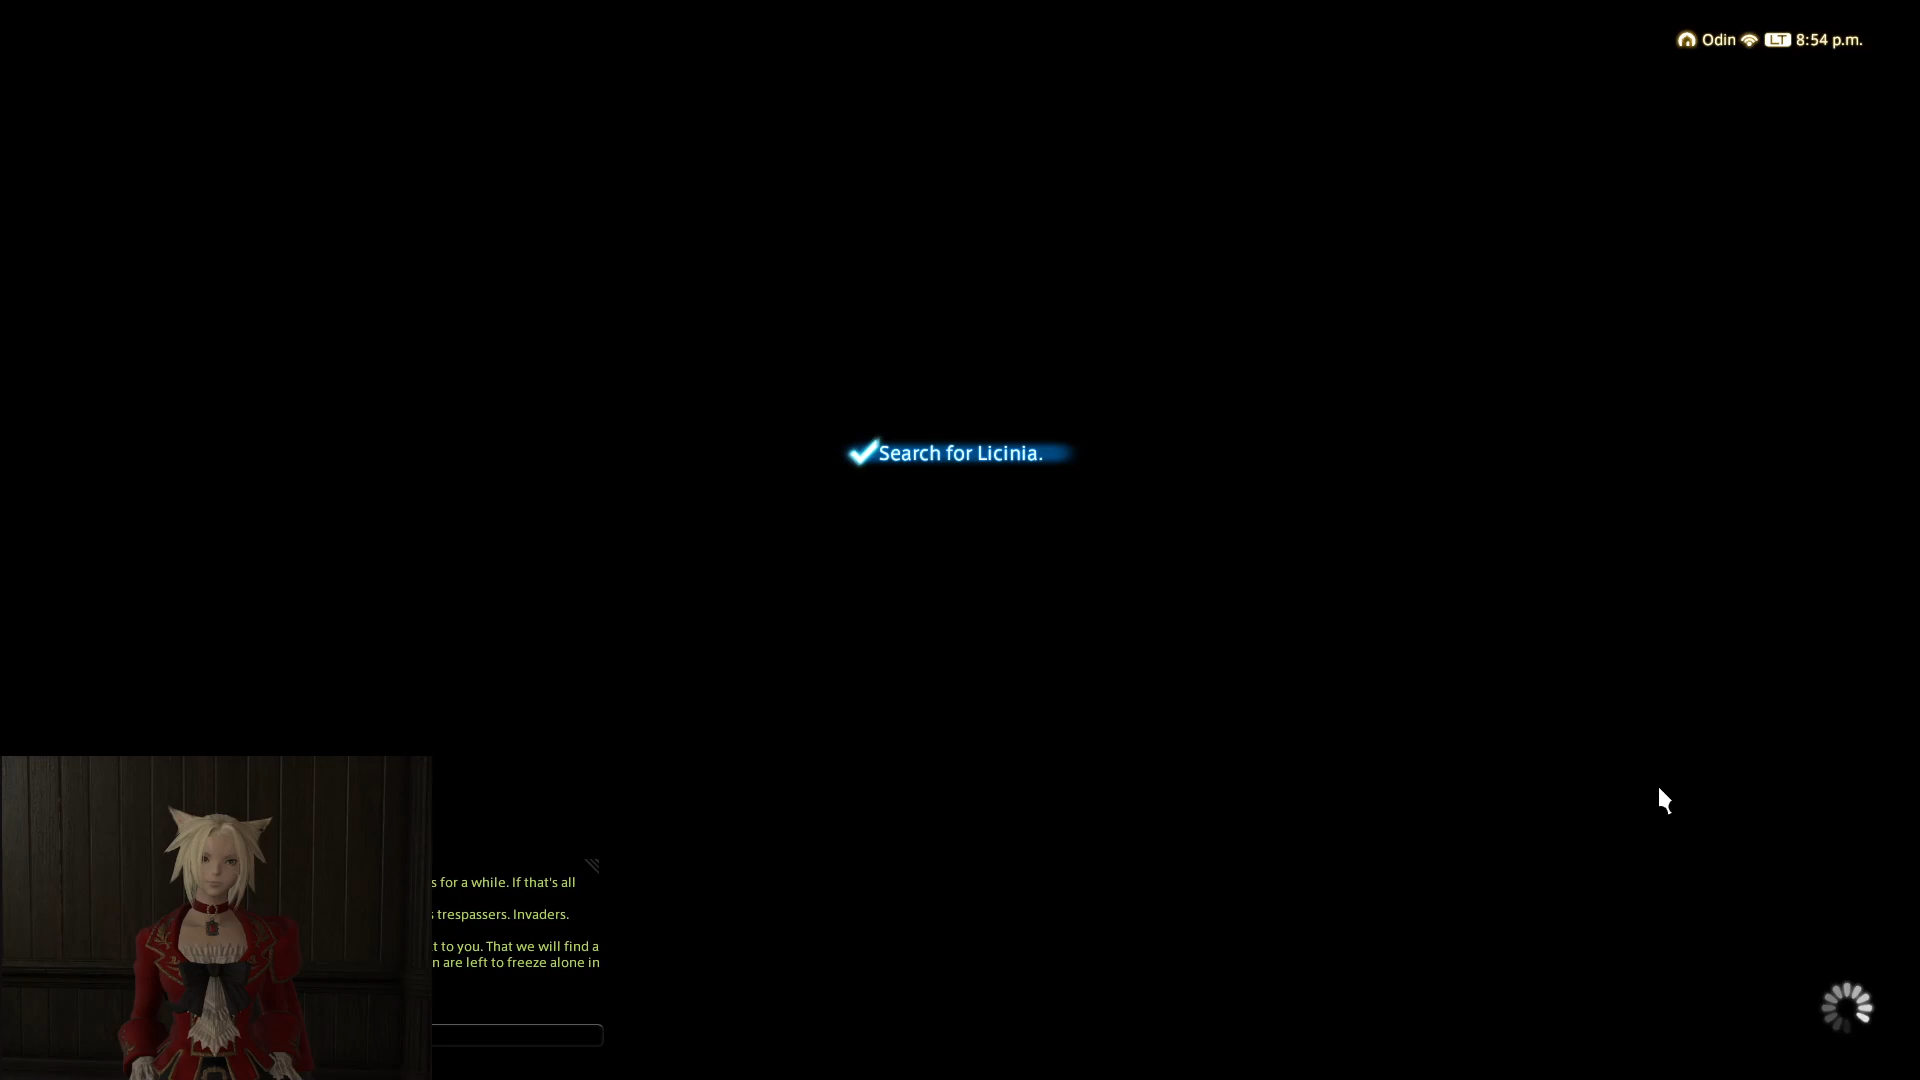 Odin LT 8:54 p.m.
Search for Licinia.
s for a while. If that's all
trespassers. Invaders.
t to you. That we will find a
n are left to freeze alone in